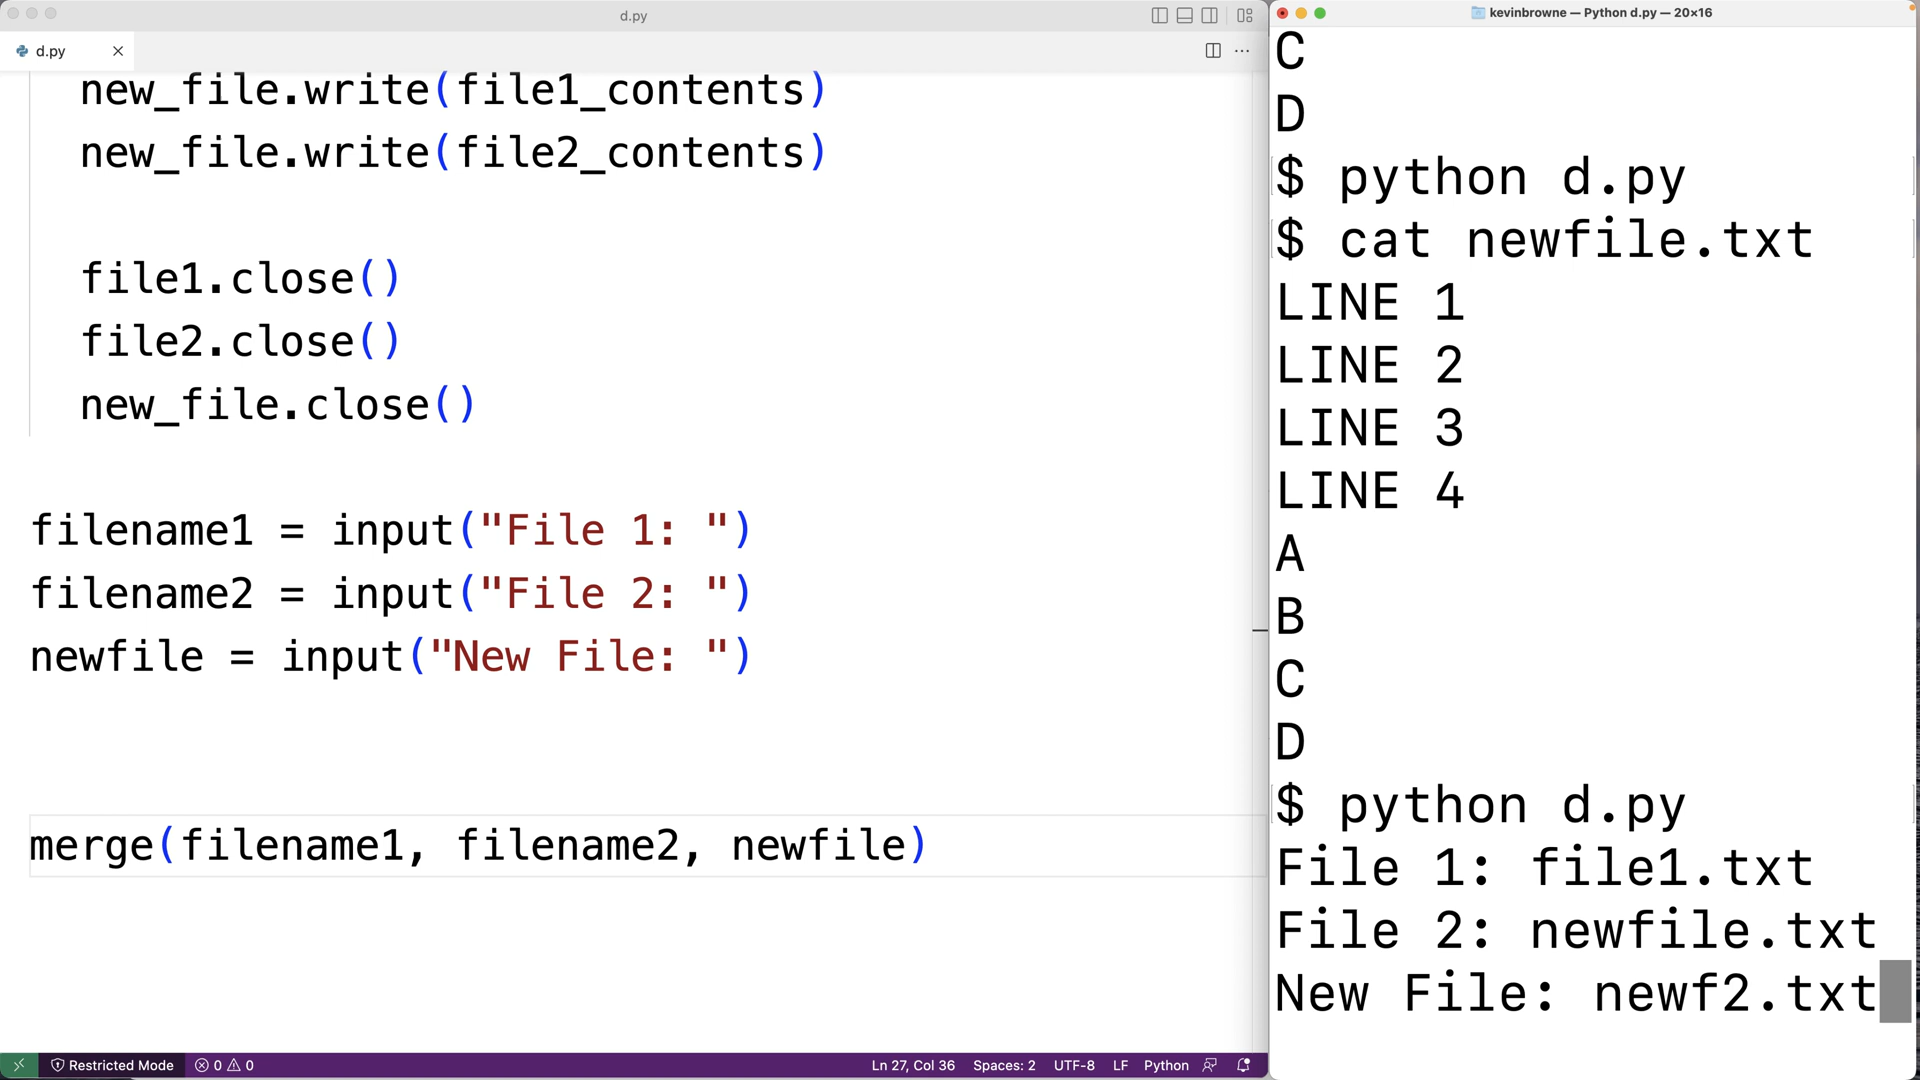 d.py
d.py
new_file.write(file1_contents)
new_file.write(file2_contents)
file1.close()
file2.close()
new_file.close()
filename1 = input("File 1: ")
filename2 = input("File 2: ")
newfile = input("New File: ")
merge(filename1, filename2, newfile)
Restricted Mode
0 0
Ln 27, Col 36
Spaces: 2
UTF-8
LF
Python
kevinbrowne — Python d.py — 20×16
C
D
$ python d.py
$ cat newfile.txt
LINE 1
LINE 2
LINE 3
LINE 4
A
B
C
D
$ python d.py
File 1: file1.txt
File 2: newfile.txt
New File: newf2.txt